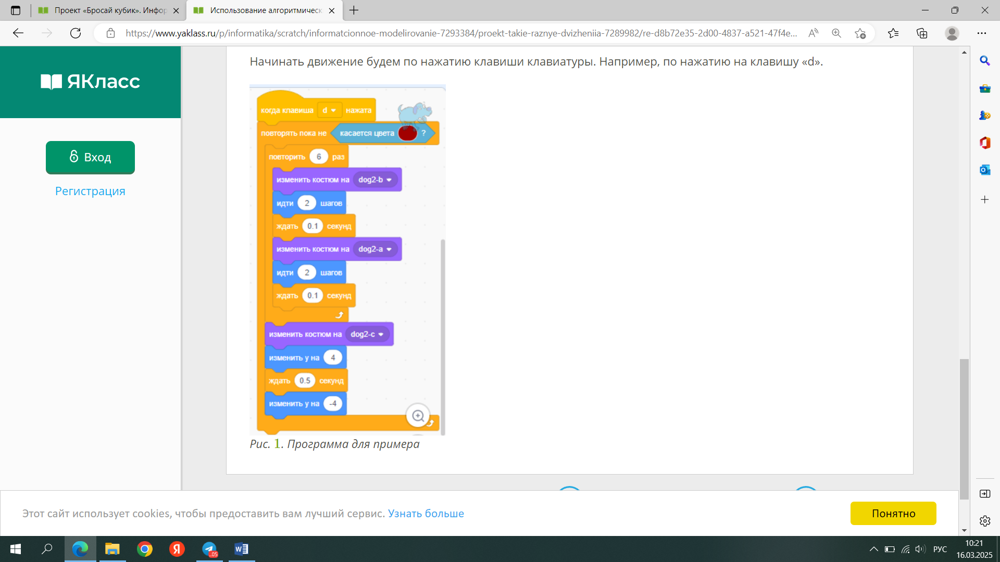 Проект «Бросай кубик». Инфор
Использование алгоритмическ
https://www.yaklass.ru/p/informatika/scratch/informatcionnoe-modelirovanie-7293384/proekt-takie-raznye-dvizheniia-7289982/re-d8b72e35-2d00-4837-a521-47f4e...
ЯКласс
Вход
Регистрация
Начинать движение будем по нажатию клавиши клавиатуры. Например, по нажатию на клавишу «d».
когда клавиша d нажата
повторять пока не касается цвета ?
повторить 6 раз
изменить костюм на dog2-b
идти 2 шагов
ждать 0.1 секунд
изменить костюм на dog2-a
идти 2 шагов
ждать 0.1 секунд
изменить костюм на dog2-c
изменить y на 4
ждать 0.5 секунд
изменить y на -4
Рис. 1. Программа для примера
Этот сайт использует cookies, чтобы предоставить вам лучший сервис. Узнать больше
Понятно
..05
РУС
10:21
16.03.2025